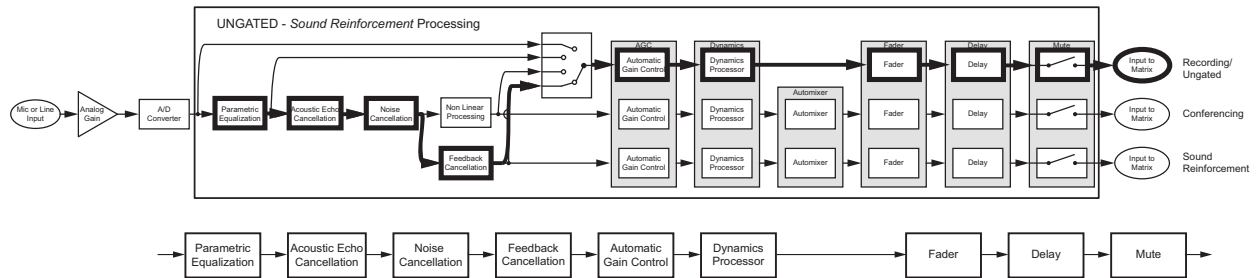 UNGATED - Sound Reinforcement Processing
AGC
Dynamics
Fader
Delay
Mute
Automatic
Gain Control
Dynamics
Processor
Fader
Delay
Input to
Matrix
Recording/
Ungated
Mic or Line
Input
Analog
Gain
A/D
Converter
Parametric
Equalization
Acoustic Echo
Cancellation
Noise
Cancellation
Non Linear
Processing
Automatic
Gain Control
Dynamics
Processor
Automixer
Automixer
Fader
Delay
Input to
Matrix
Conferencing
Feedback
Cancellation
Automatic
Gain Control
Dynamics
Processor
Automixer
Fader
Delay
Input to
Matrix
Sound
Reinforcement
Parametric
Equalization
Acoustic Echo
Cancellation
Noise
Cancellation
Feedback
Cancellation
Automatic
Gain Control
Dynamics
Processor
Fader
Delay
Mute